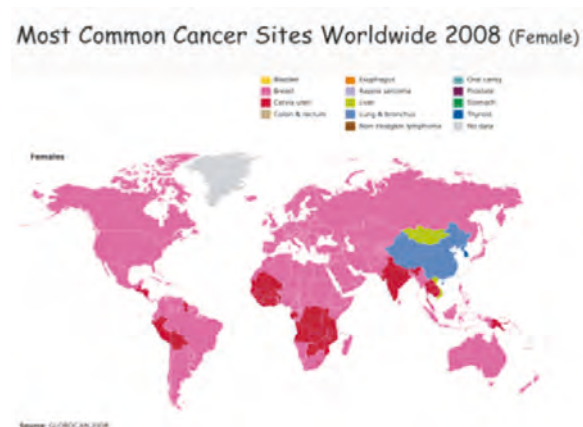 Most Common Cancer Sites Worldwide 2008 (Female)
Bladder
Breast
Cervix uteri
Colon & rectum
Esophagus
Kaposi sarcoma
Liver
Lung & bronchus
Non-Hodgkin lymphoma
Oral cavity
Prostate
Stomach
Thyroid
No data
Females
Source: GLOBOCAN 2008